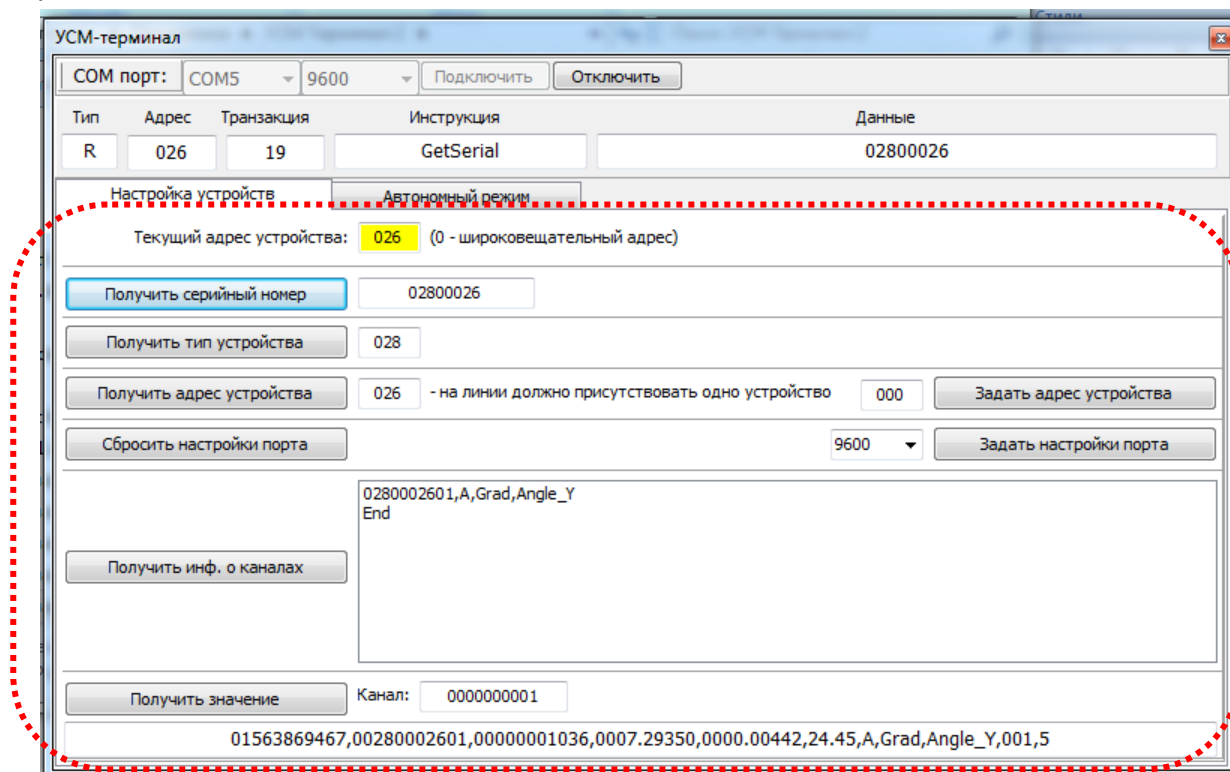 Стили
УСМ-терминал
COM порт: COM5 9600 Подключить Отключить
Тип Адрес Транзакция Инструкция Данные
R 026 19 GetSerial 02800026
Настройка устройств Автономный режим
Текущий адрес устройства: 026 (0 - широковещательный адрес)
Получить серийный номер 02800026
Получить тип устройства 028
Получить адрес устройства 026 - на линии должно присутствовать одно устройство 000 Задать адрес устройства
Сбросить настройки порта 9600 Задать настройки порта
0280002601,A,Grad,Angle_Y
End
Получить инф. о каналах
Получить значение Канал: 0000000001
01563869467,00280002601,00000001036,0007.29350,0000.00442,24.45,A,Grad,Angle_Y,001,5